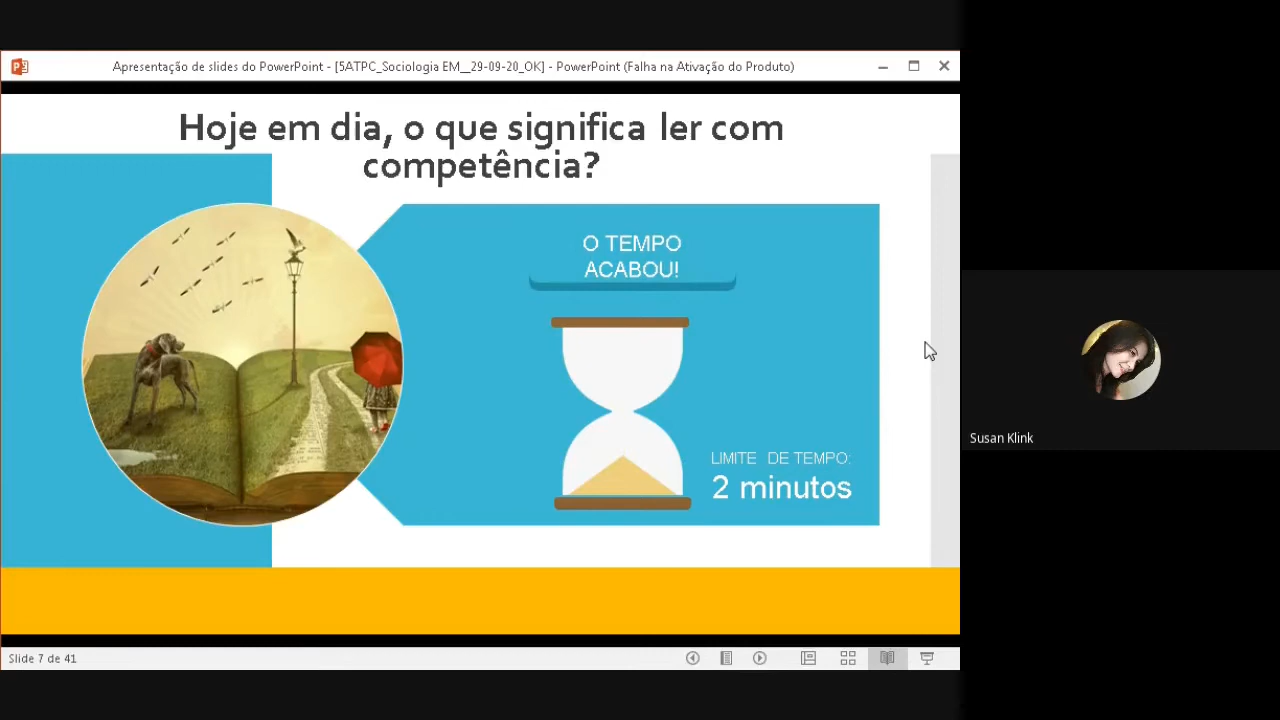 Apresentação de slides do PowerPoint - [5ATPC_Sociologia EM__29-09-20_OK] - PowerPoint (Falha na Ativação do Produto)
Hoje em dia, o que significa ler com
competência?
O TEMPO
ACABOU!
LIMITE DE TEMPO:
2 minutos
Susan Klink
Slide 7 de 41